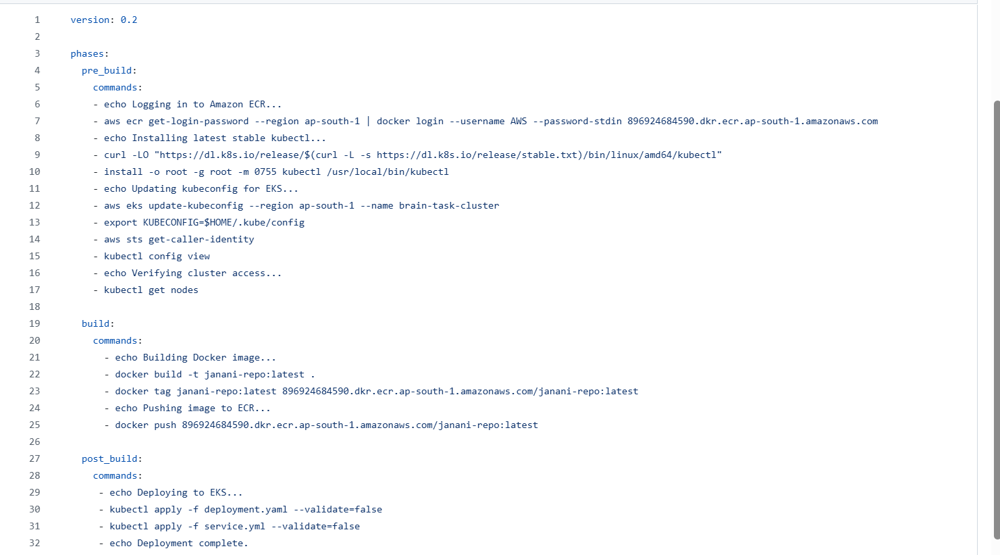 1 version: 0.2
2
3 phases:
4 pre_build:
5 commands:
6 - echo Logging in to Amazon ECR...
7 - aws ecr get-login-password --region ap-south-1 | docker login --username AWS --password-stdin 896924684590.dkr.ecr.ap-south-1.amazonaws.com
8 - echo Installing latest stable kubectl...
9 - curl -LO "https://dl.k8s.io/release/$(curl -L -s https://dl.k8s.io/release/stable.txt)/bin/linux/amd64/kubectl"
10 - install -o root -g root -m 0755 kubectl /usr/local/bin/kubectl
11 - echo Updating kubeconfig for EKS...
12 - aws eks update-kubeconfig --region ap-south-1 --name brain-task-cluster
13 - export KUBECONFIG=$HOME/.kube/config
14 - aws sts get-caller-identity
15 - kubectl config view
16 - echo Verifying cluster access...
17 - kubectl get nodes
18
19 build:
20 commands:
21 - echo Building Docker image...
22 - docker build -t janani-repo:latest .
23 - docker tag janani-repo:latest 896924684590.dkr.ecr.ap-south-1.amazonaws.com/janani-repo:latest
24 - echo Pushing image to ECR...
25 - docker push 896924684590.dkr.ecr.ap-south-1.amazonaws.com/janani-repo:latest
26
27 post_build:
28 commands:
29 - echo Deploying to EKS...
30 - kubectl apply -f deployment.yaml --validate=false
31 - kubectl apply -f service.yml --validate=false
32 - echo Deployment complete.